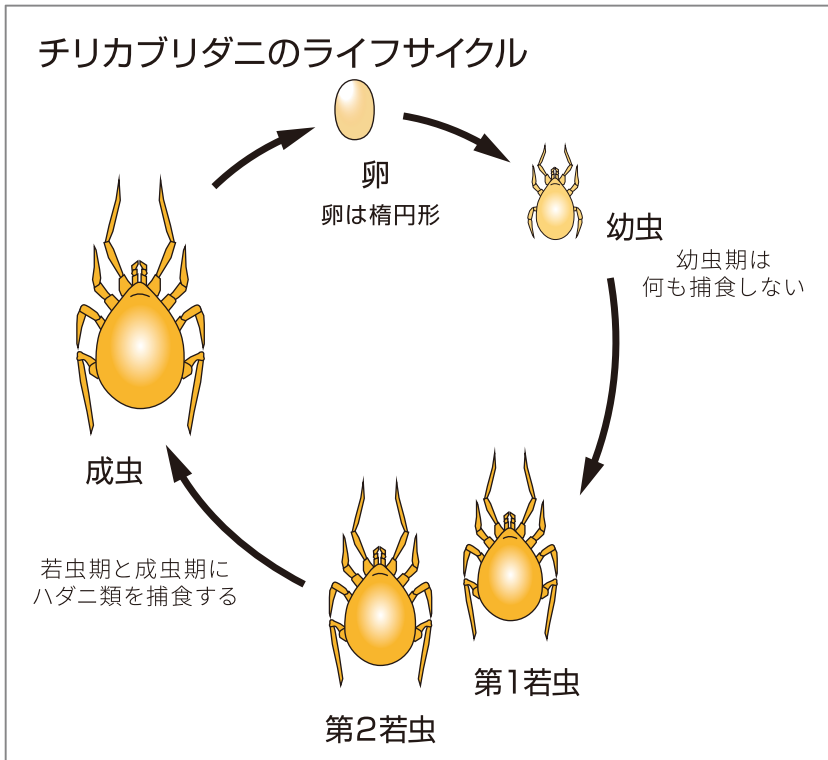 チリカブリダニのライフサイクル
卵
卵は楕円形
幼虫
幼虫期は
何も捕食しない
第1若虫
第2若虫
成虫
若虫期と成虫期に
ハダニ類を捕食する